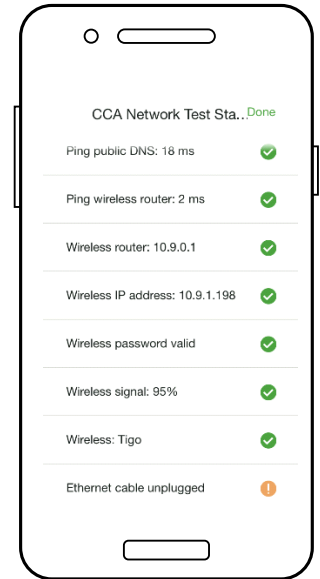 CCA Network Test Sta...
Done
Ping public DNS: 18 ms
Ping wireless router: 2 ms
Wireless router: 10.9.0.1
Wireless IP address: 10.9.1.198
Wireless password valid
Wireless signal: 95%
Wireless: Tigo
Ethernet cable unplugged